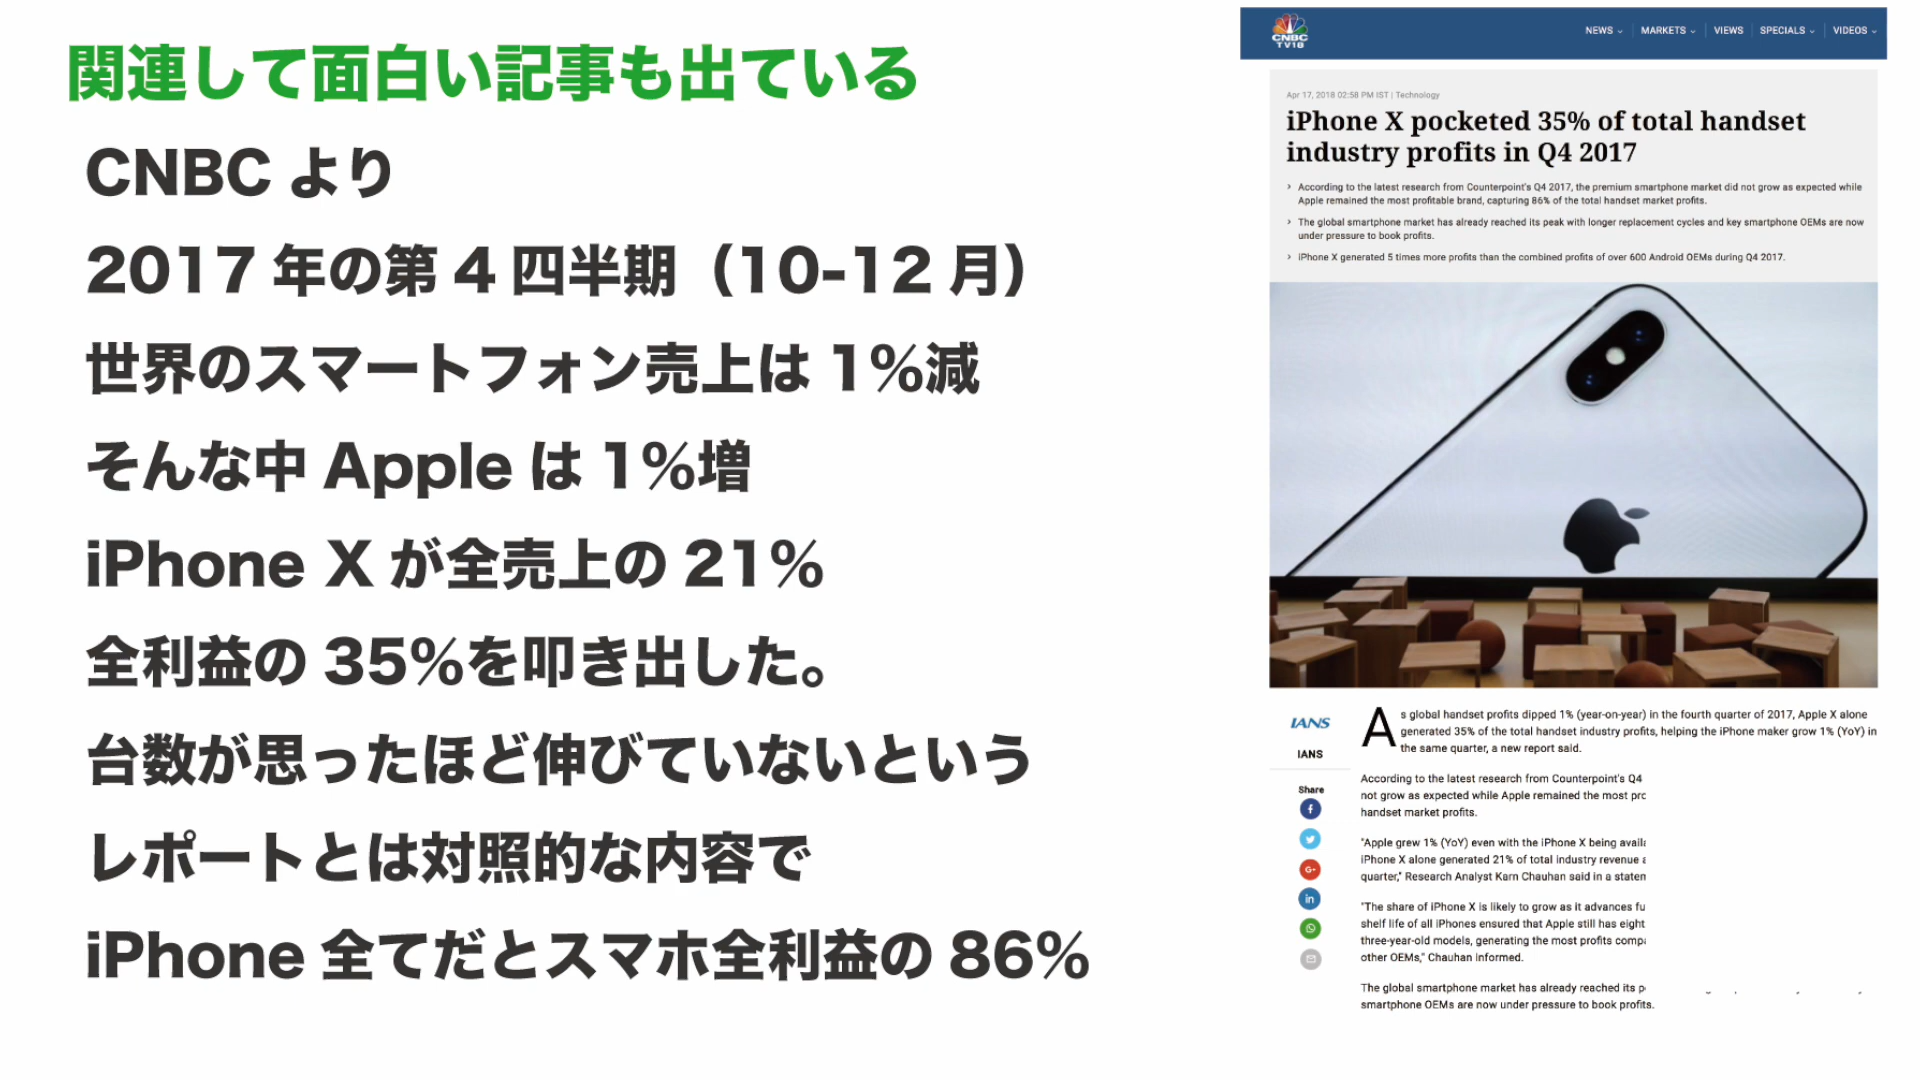 関連して面白い記事も出ている
CNBC より
2017 年の第 4 四半期（10-12 月）
世界のスマートフォン売上は 1%減
そんな中 Apple は 1%増
iPhone X が全売上の 21%
全利益の 35%を叩き出した。
台数が思ったほど伸びていないという
レポートとは対照的な内容で
iPhone 全てだとスマホ全利益の 86%
CNBC
TV18
NEWS MARKETS VIEWS SPECIALS VIDEOS
Apr 17, 2018 02:58 PM IST | Technology
iPhone X pocketed 35% of total handset
industry profits in Q4 2017
› According to the latest research from Counterpoint's Q4 2017, the premium smartphone market did not grow as expected while
Apple remained the most profitable brand, capturing 86% of the total handset market profits.
› The global smartphone market has already reached its peak with longer replacement cycles and key smartphone OEMs are now
under pressure to book profits.
› iPhone X generated 5 times more profits than the combined profits of over 600 Android OEMs during Q4 2017.
IANS
IANS
Share
As global handset profits dipped 1% (year-on-year) in the fourth quarter of 2017, Apple X alone
generated 35% of the total handset industry profits, helping the iPhone maker grow 1% (YoY) in
the same quarter, a new report said.
According to the latest research from Counterpoint's Q4
not grow as expected while Apple remained the most
handset market profits.
"Apple grew 1% (YoY) even with the iPhone X being
iPhone X alone generated 21% of total industry revenue
quarter," Research Analyst Karn Chauhan said in a
"The share of iPhone X is likely to grow as it advances
shelf life of all iPhones ensured that Apple still has eight
three-year-old models, generating the most profits
other OEMs," Chauhan informed.
The global smartphone market has already reached its
smartphone OEMs are now under pressure to book profits.